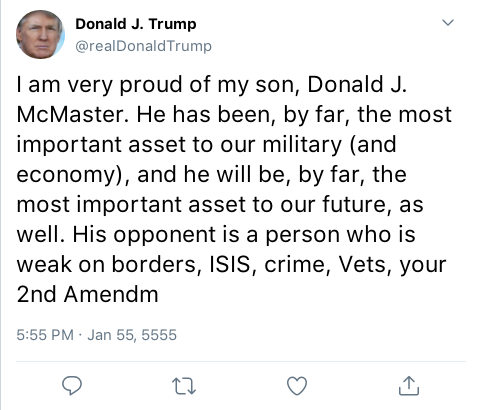 Donald J. Trump
@realDonaldTrump
I am very proud of my son, Donald J.
McMaster. He has been, by far, the most
important asset to our military (and
economy), and he will be, by far, the
most important asset to our future, as
well. His opponent is a person who is
weak on borders, ISIS, crime, Vets, your
2nd Amendm
5:55 PM · Jan 55, 5555